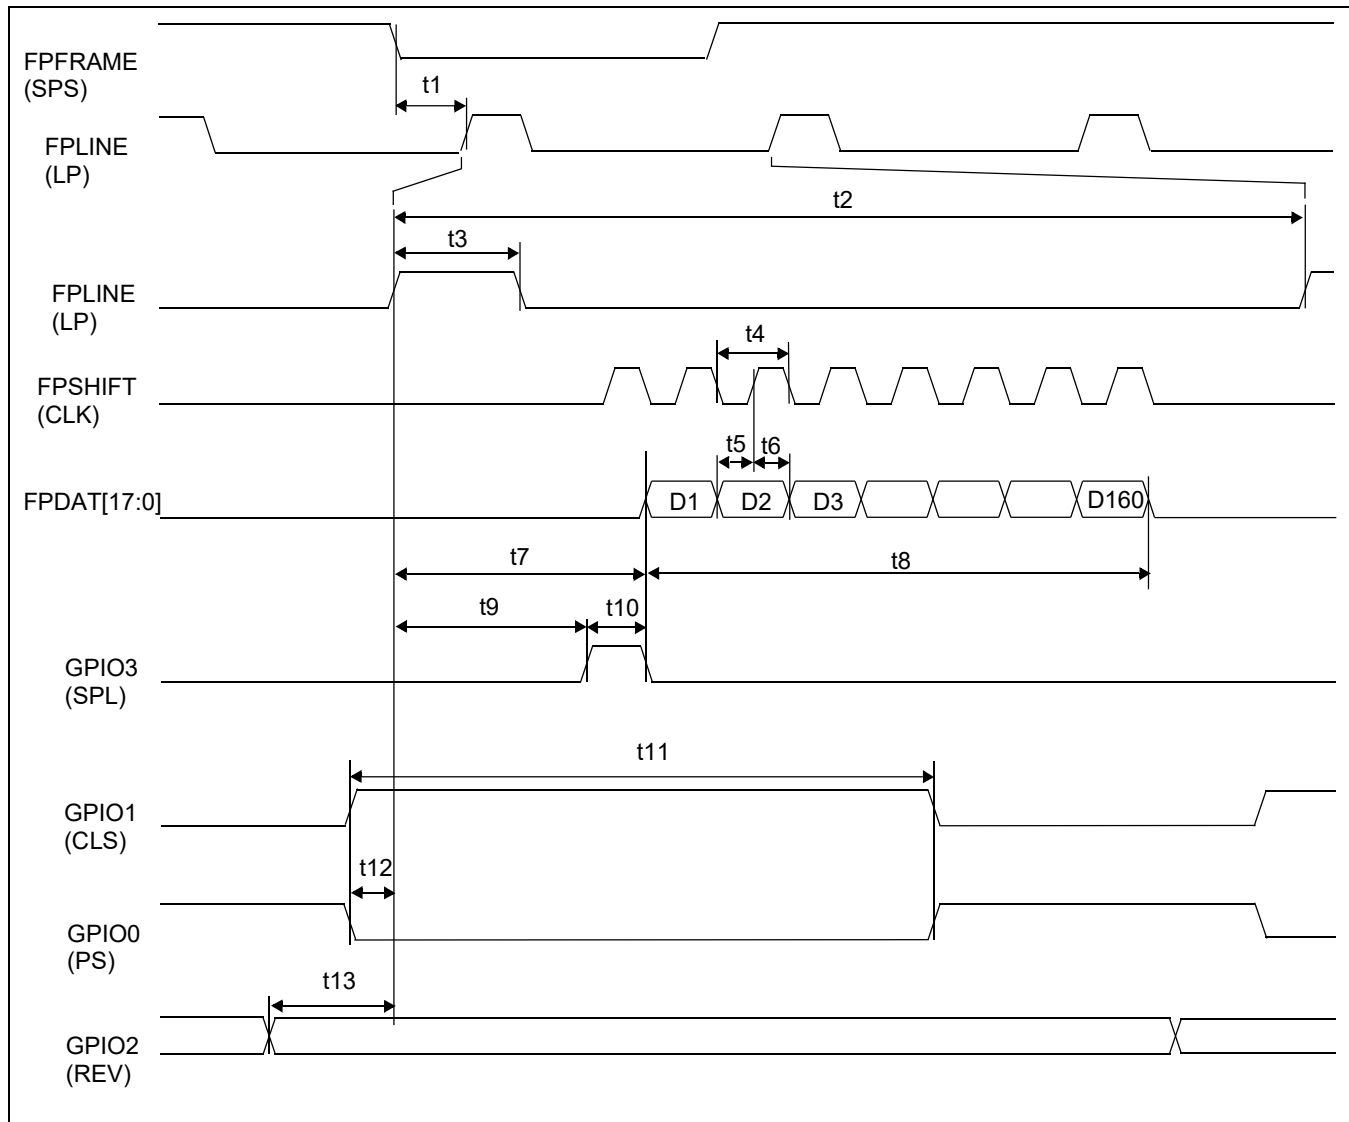 FPFRAME
(SPS)
t1
FPLINE
(LP)
t2
t3
FPLINE
(LP)
t4
FPSHIFT
(CLK)
t5
t6
FPDAT[17:0]
D1
D2
D3
D160
t7
t8
t9
t10
GPIO3
(SPL)
t11
GPIO1
(CLS)
t12
GPIO0
(PS)
t13
GPIO2
(REV)